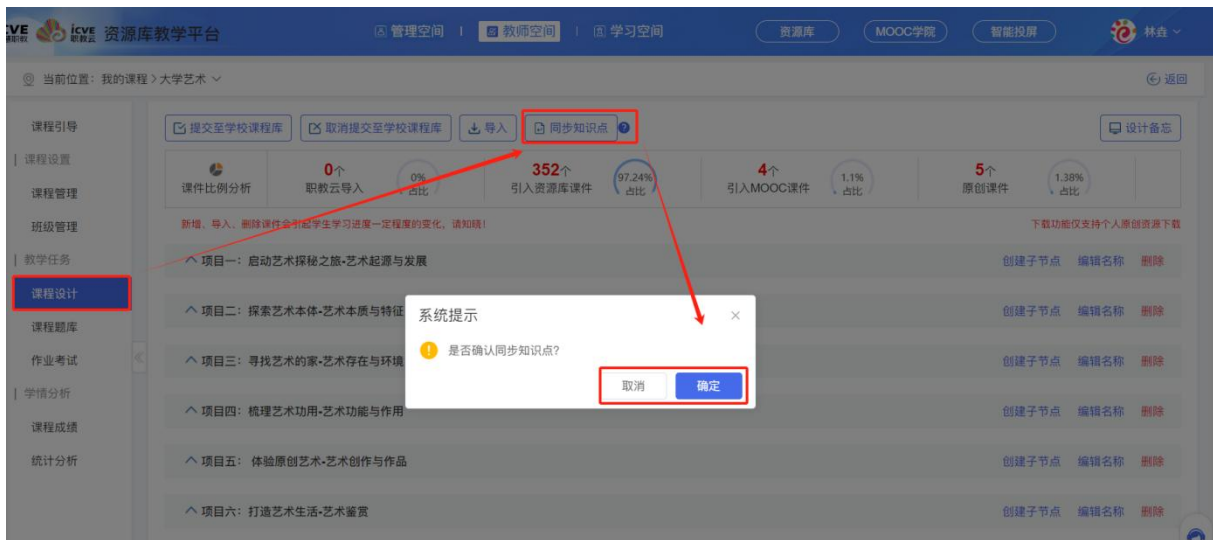 icve 职教云 资源库教学平台 管理空间 教师空间 学习空间 资源库 MOOC学院 智能投屏 林垚
当前位置：我的课程 > 大学艺术 返回
课程引导
课程设置
课程管理
班级管理
教学任务
课程设计
课程题库
作业考试
学情分析
课程成绩
统计分析
提交至学校课程库 取消提交至学校课程库 导入 同步知识点 设计备忘
课件比例分析
0个
职教云导入
0%
占比
352个
引入资源库课件
97.24%
占比
4个
引入MOOC课件
1.1%
占比
5个
原创课件
1.38%
占比
新增、导入、删除课件会引起学生学习进度一定程度的变化，请知晓！ 下载功能仅支持个人原创资源下载
项目一：启动艺术探秘之旅-艺术起源与发展 创建子节点 编辑名称 删除
项目二：探索艺术本体-艺术本质与特征 创建子节点 编辑名称 删除
项目三：寻找艺术的家-艺术存在与环境 创建子节点 编辑名称 删除
项目四：梳理艺术功用-艺术功能与作用 创建子节点 编辑名称 删除
项目五： 体验原创艺术-艺术创作与作品 创建子节点 编辑名称 删除
项目六：打造艺术生活-艺术鉴赏 创建子节点 编辑名称 删除
系统提示
是否确认同步知识点?
取消 确定